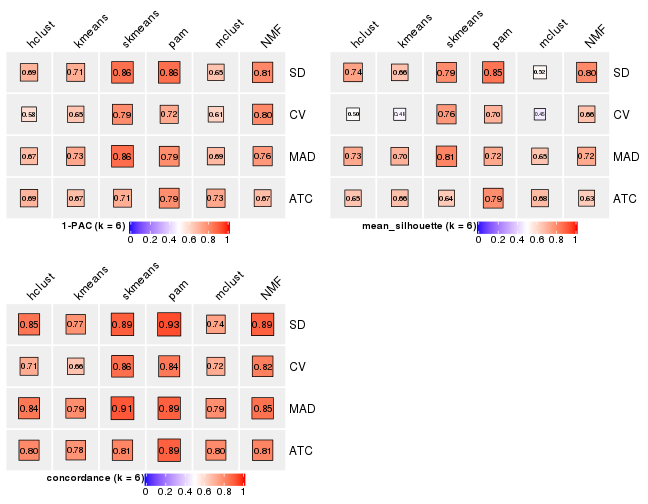 hclust kmeans skmeans pam mclust NMF
0.69 0.71 0.86 0.86 0.65 0.81 SD
0.58 0.65 0.79 0.72 0.61 0.80 CV
0.67 0.73 0.86 0.79 0.69 0.76 MAD
0.69 0.67 0.71 0.79 0.73 0.67 ATC
1-PAC (k = 6)
0 0.2 0.4 0.6 0.8 1
hclust kmeans skmeans pam mclust NMF
0.74 0.66 0.79 0.85 0.52 0.80 SD
0.50 0.76 0.70 0.45 0.66 CV
0.73 0.70 0.81 0.72 0.65 0.72 MAD
0.65 0.66 0.64 0.79 0.68 0.63 ATC
mean_silhouette (k = 6)
0 0.2 0.4 0.6 0.8 1
hclust kmeans skmeans pam mclust NMF
0.85 0.77 0.89 0.93 0.74 0.89 SD
0.71 0.66 0.86 0.84 0.72 0.82 CV
0.84 0.79 0.91 0.89 0.79 0.85 MAD
0.80 0.78 0.81 0.89 0.80 0.81 ATC
concordance (k = 6)
0 0.2 0.4 0.6 0.8 1